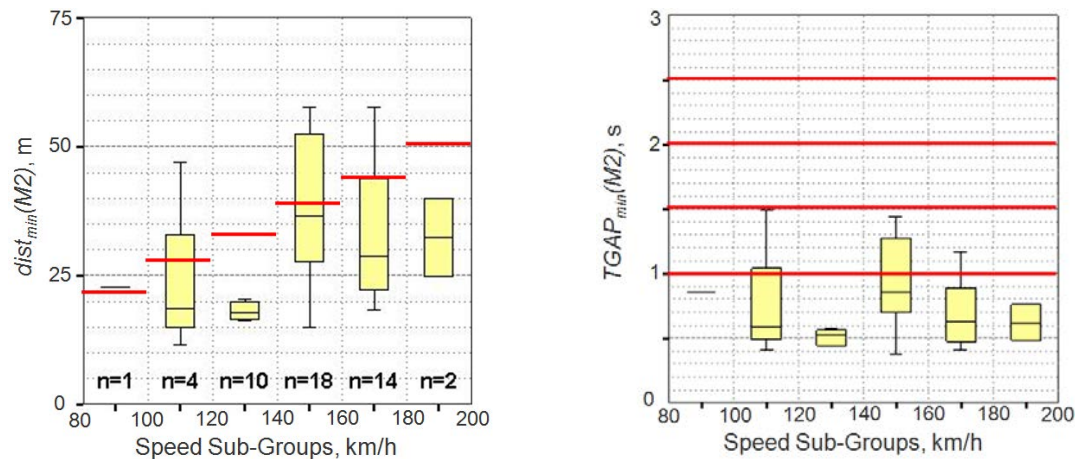 75
50
25
0
dist_min(M2), m
n=1 n=4 n=10 n=18 n=14 n=2
80 100 120 140 160 180 200
Speed Sub-Groups, km/h
3
2
1
0
TGAP_min(M2), s
80 100 120 140 160 180 200
Speed Sub-Groups, km/h